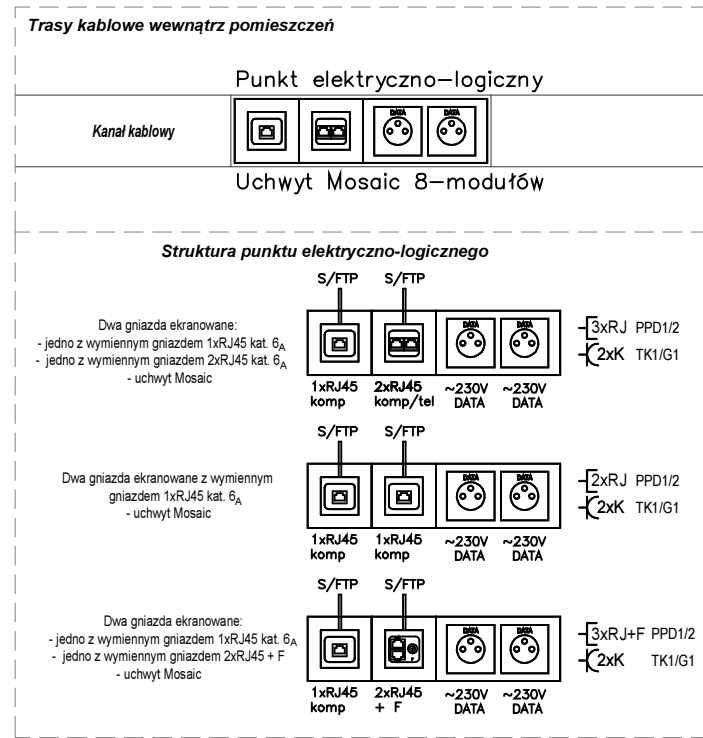 Trasy kablowe wewnątrz pomieszczeń
Punkt elektryczno-logiczny
Kanał kablowy
DATA DATA
Uchwyt Mosaic 8-modułów
Struktura punktu elektryczno-logicznego
S/FTP S/FTP
Dwa gniazda ekranowane:
- jedno z wymiennym gniazdem 1xRJ45 kat. 6A
- jedno z wymiennym gniazdem 2xRJ45 kat. 6A
- uchwyt Mosaic
DATA DATA
3xRJ PPD1/2
2xK TK1/G1
1xRJ45 2xRJ45 ~230V ~230V
komp komp/tel DATA DATA
S/FTP S/FTP
Dwa gniazda ekranowane z wymiennym
gniazdem 1xRJ45 kat. 6A
- uchwyt Mosaic
DATA DATA
2xRJ PPD1/2
2xK TK1/G1
1xRJ45 1xRJ45 ~230V ~230V
komp komp DATA DATA
S/FTP S/FTP
Dwa gniazda ekranowane:
- jedno z wymiennym gniazdem 1xRJ45 kat. 6A
- jedno z wymiennym gniazdem 2xRJ45 + F
- uchwyt Mosaic
DATA DATA
3xRJ+F PPD1/2
2xK TK1/G1
1xRJ45 2xRJ45 ~230V ~230V
komp + F DATA DATA